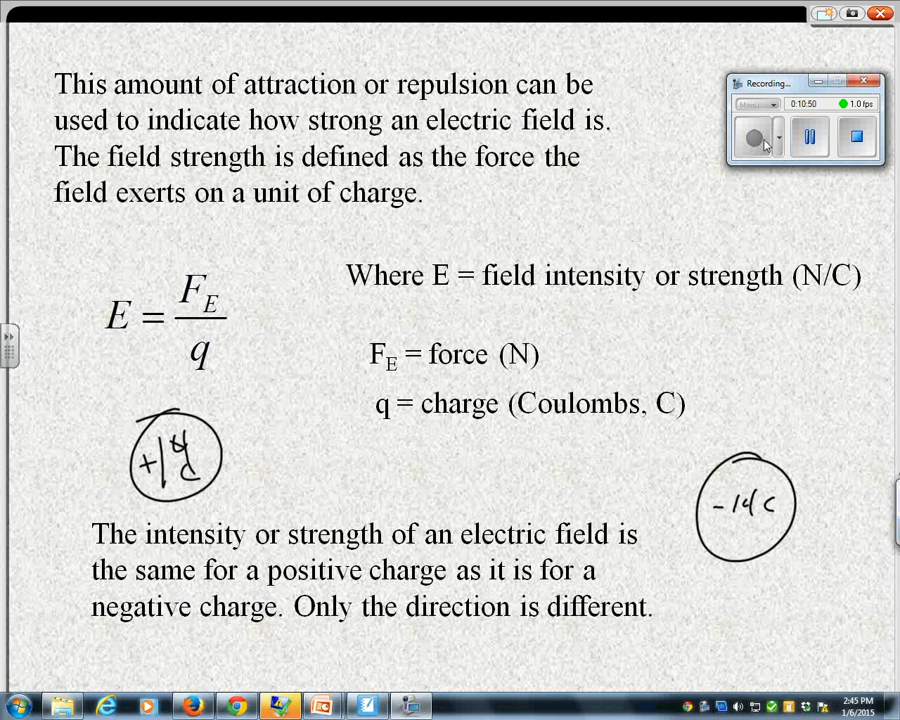 This amount of attraction or repulsion can be
used to indicate how strong an electric field is.
The field strength is defined as the force the
field exerts on a unit of charge.
Recording...
Menu
0:10:50
1.0 fps
E = F_E / q
Where E = field intensity or strength (N/C)
F_E = force (N)
q = charge (Coulombs, C)
The intensity or strength of an electric field is
the same for a positive charge as it is for a
negative charge. Only the direction is different.
2:45 PM
1/6/2015